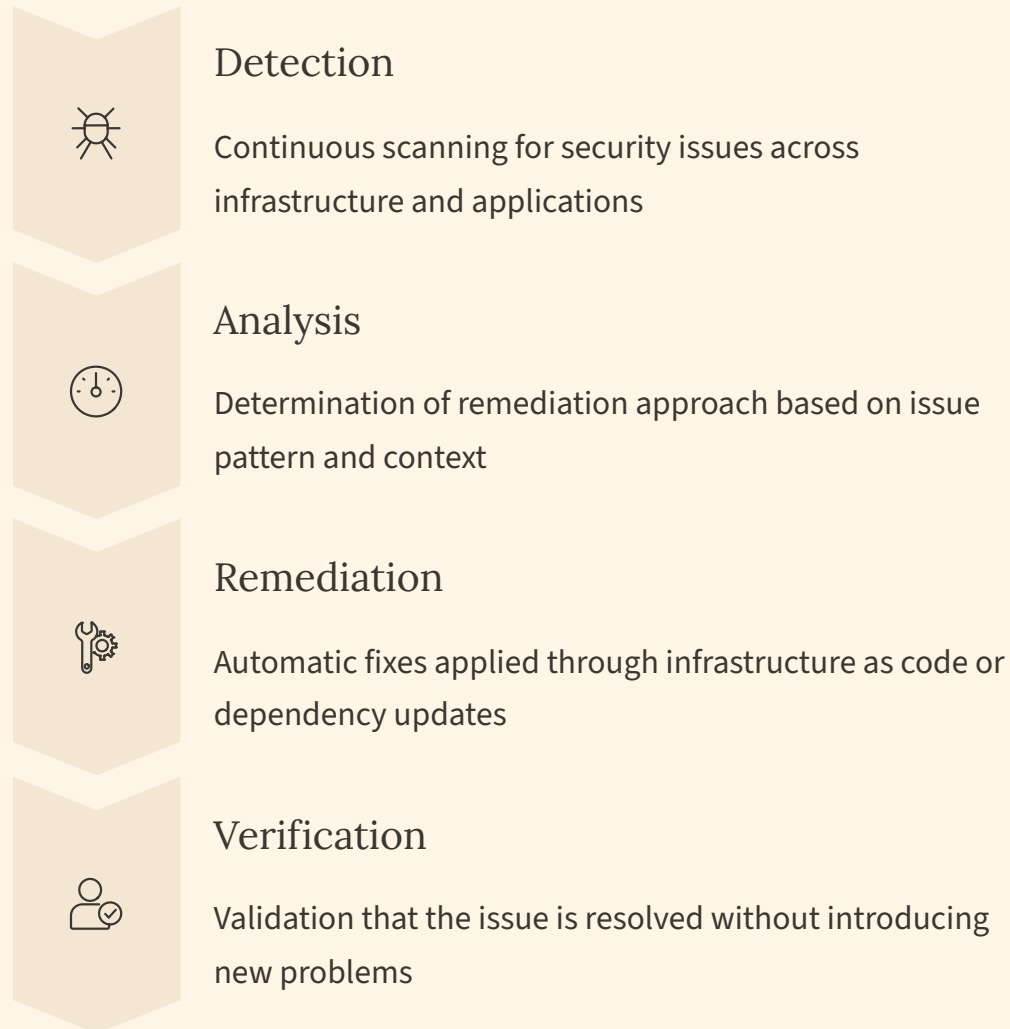 Detection
Continuous scanning for security issues across
infrastructure and applications
Analysis
Determination of remediation approach based on issue
pattern and context
Remediation
Automatic fixes applied through infrastructure as code or
dependency updates
Verification
Validation that the issue is resolved without introducing
new problems